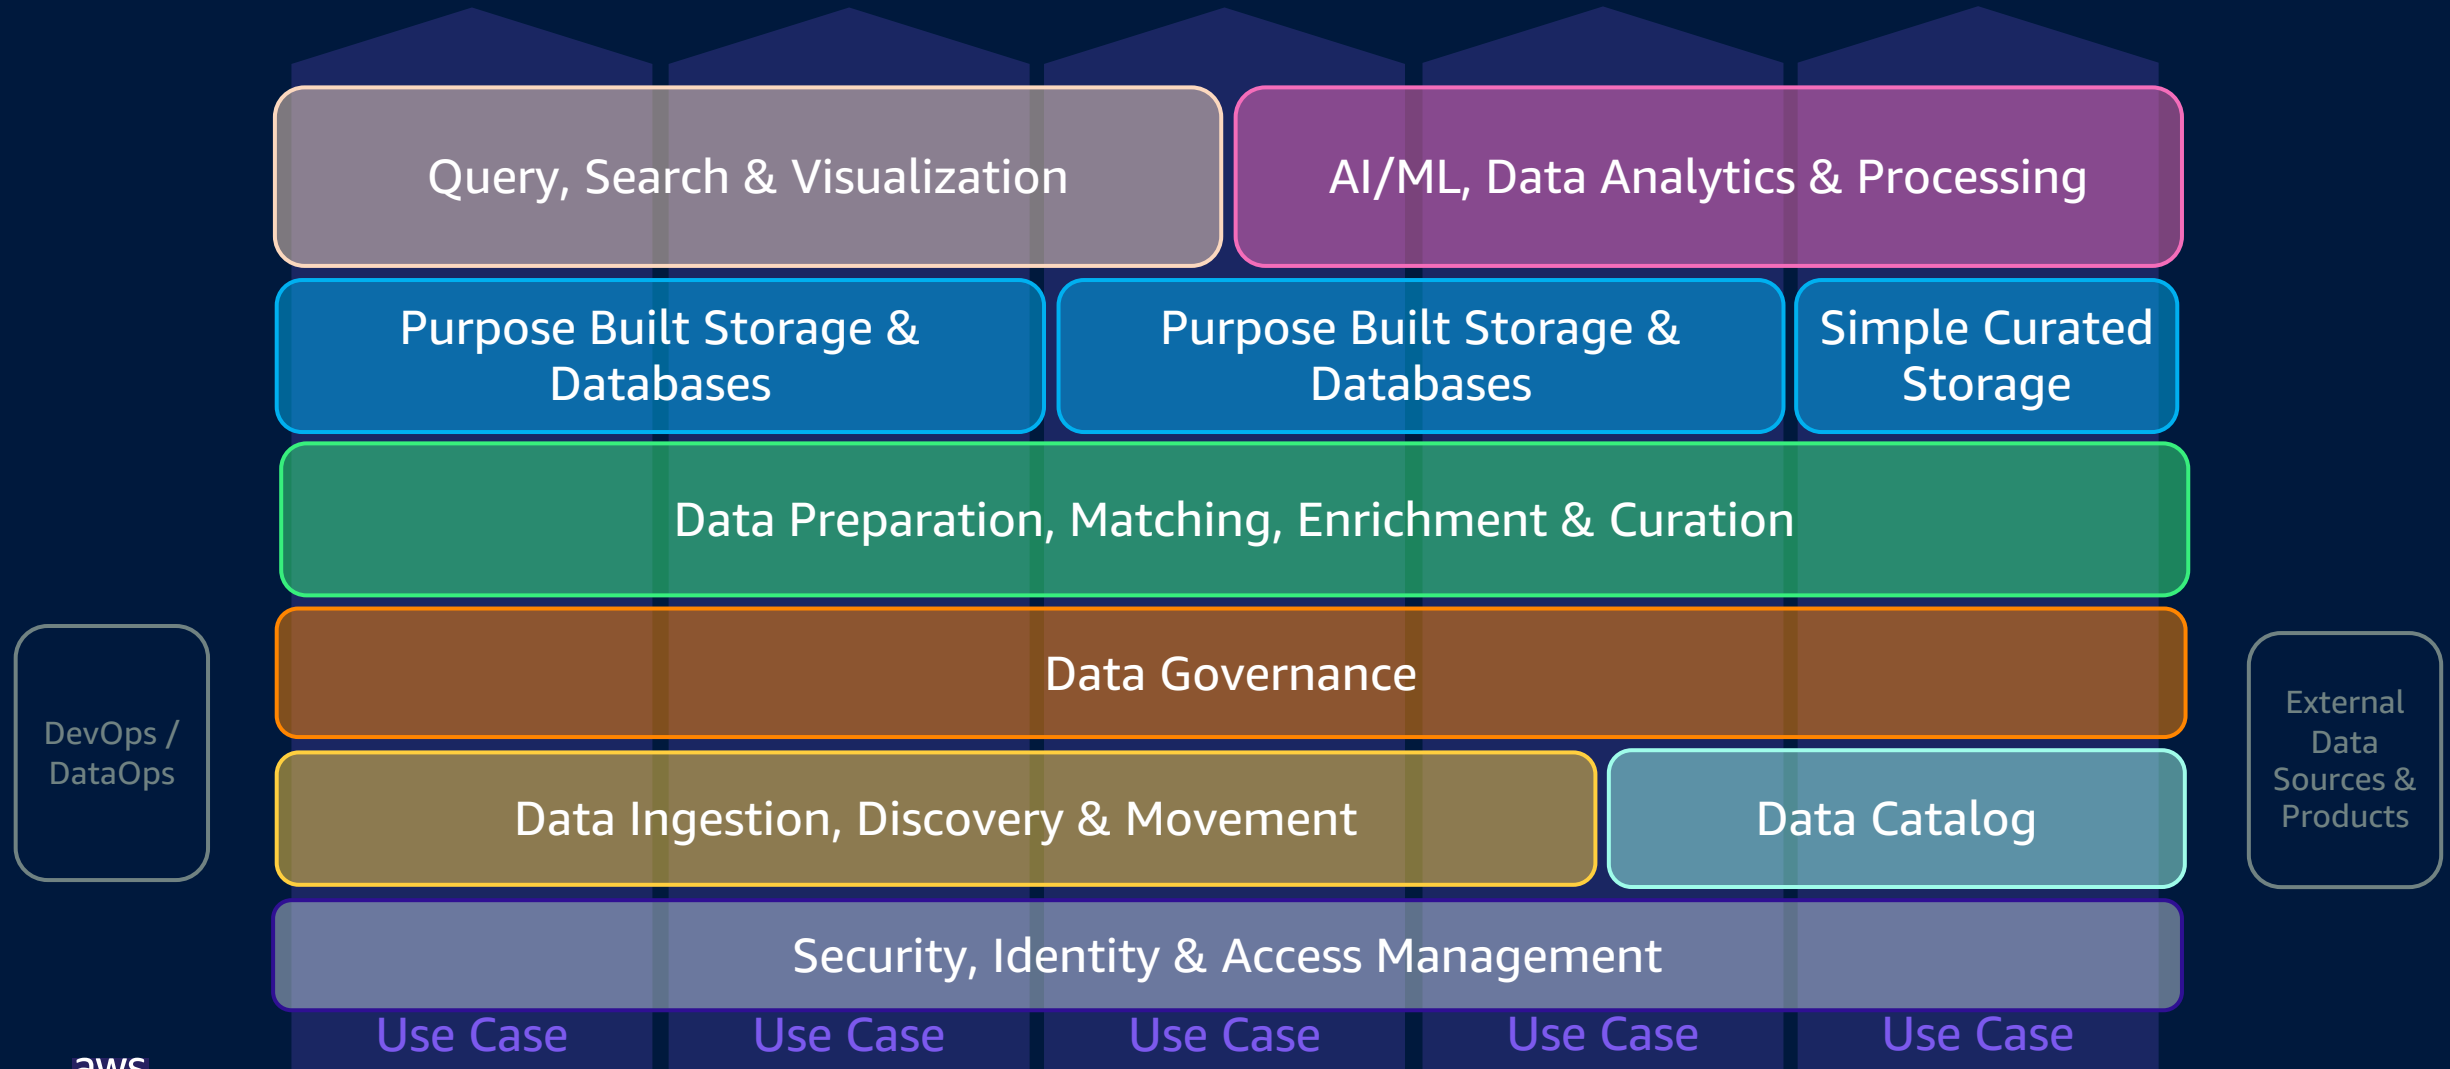 Query, Search & Visualization
AI/ML, Data Analytics & Processing
Purpose Built Storage &
Databases
Purpose Built Storage &
Databases
Simple Curated
Storage
Data Preparation, Matching, Enrichment & Curation
Data Governance
DevOps /
DataOps
External
Data
Sources &
Products
Data Ingestion, Discovery & Movement
Data Catalog
Security, Identity & Access Management
Use Case
Use Case
Use Case
Use Case
Use Case
aws